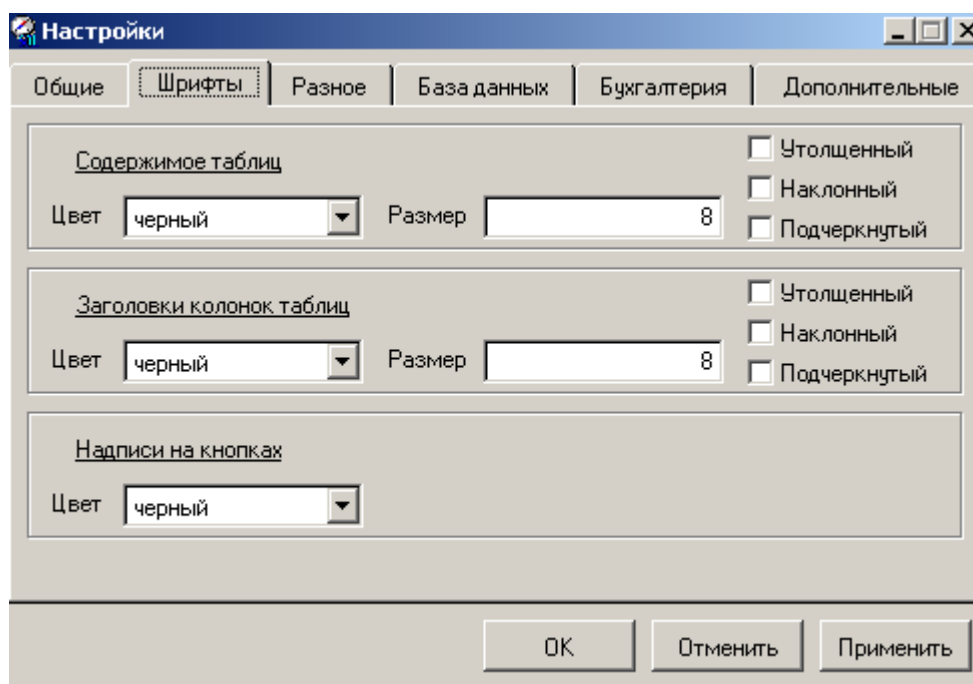 Настройки
Общие Шрифты Разное База данных Бухгалтерия Дополнительные
Содержимое таблиц
Цвет черный Размер 8
Утолщенный
Наклонный
Подчеркнутый
Заголовки колонок таблиц
Цвет черный Размер 8
Утолщенный
Наклонный
Подчеркнутый
Надписи на кнопках
Цвет черный
OK Отменить Применить